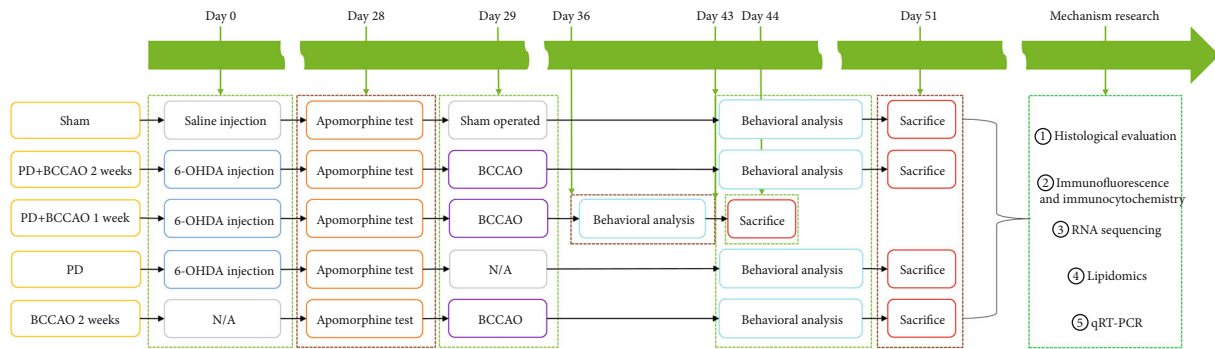 Day 0
Day 28
Day 29
Day 36
Day 43
Day 44
Day 51
Mechanism research
Sham
Saline injection
Apomorphine test
Sham operated
Behavioral analysis
Sacrifice
PD+BCCAO 2 weeks
6-OHDA injection
Apomorphine test
BCCAO
Behavioral analysis
Sacrifice
PD+BCCAO 1 week
6-OHDA injection
Apomorphine test
BCCAO
Behavioral analysis
Sacrifice
PD
6-OHDA injection
Apomorphine test
N/A
Behavioral analysis
Sacrifice
BCCAO 2 weeks
N/A
Apomorphine test
BCCAO
Behavioral analysis
Sacrifice
① Histological evaluation
② Immunofluorescence
and immunocytochemistry
③ RNA sequencing
④ Lipidomics
⑤ qRT-PCR